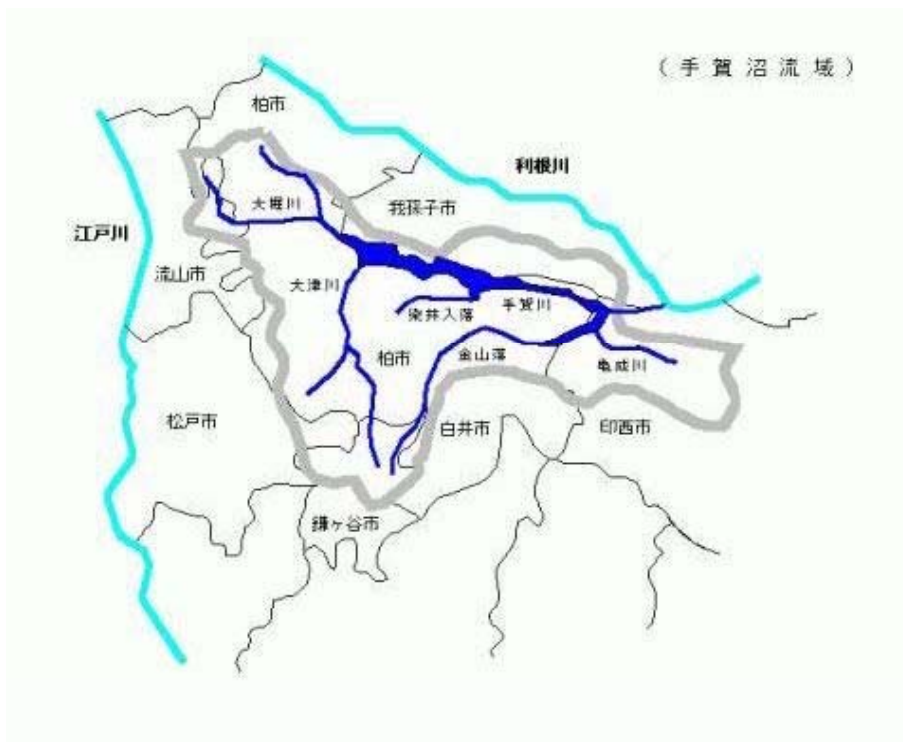 (手賀沼流域)
柏市
利根川
大堀川
我孫子市
江戸川
流山市
大津川
染井入落
手賀川
柏市
金山落
亀成川
松戸市
白井市
印西市
鎌ヶ谷市